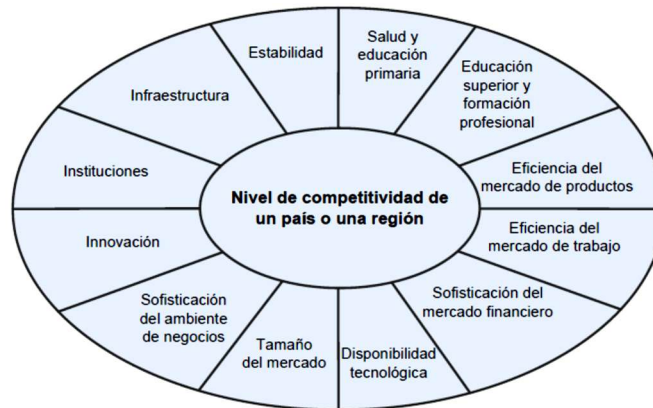 Estabilidad
Salud y
educación
primaria
Educación
superior y
formación
profesional
Eficiencia del
mercado de productos
Eficiencia del
mercado de trabajo
Sofisticación del
mercado financiero
Disponibilidad
tecnológica
Tamaño
del mercado
Sofisticación
del ambiente
de negocios
Innovación
Instituciones
Infraestructura
Nivel de competitividad de
un país o una región